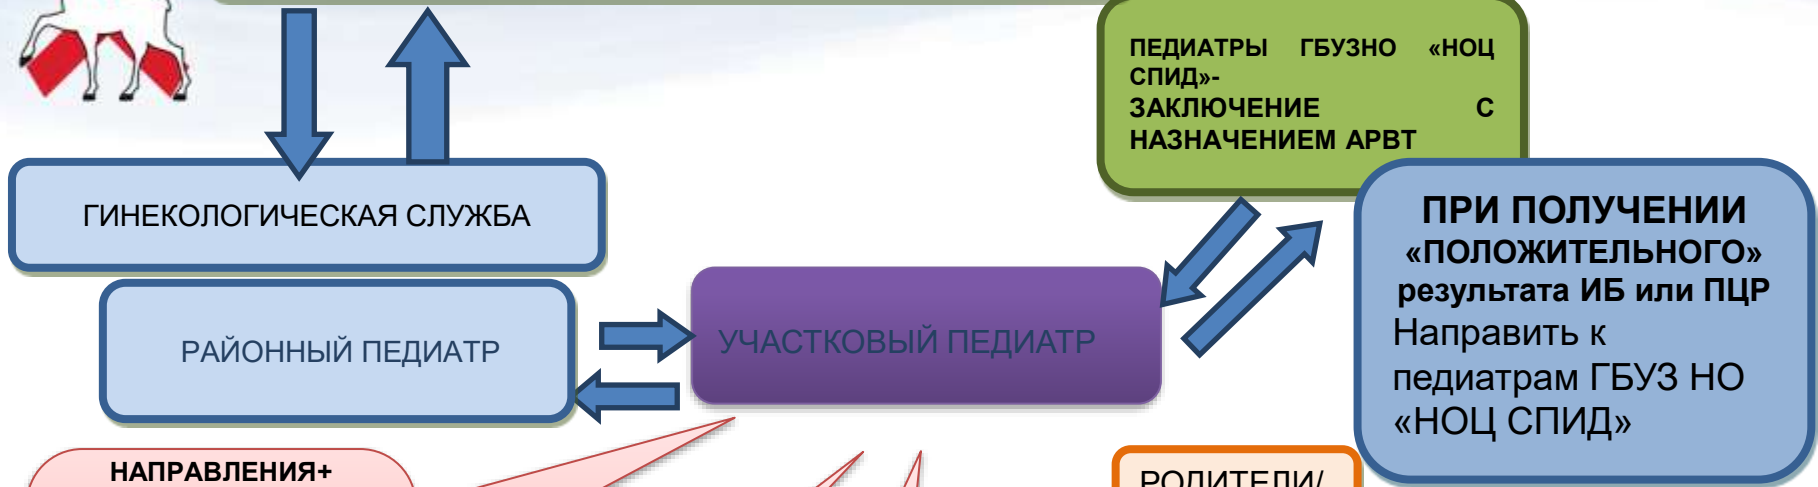 ПЕДИАТРЫ ГБУЗНО «НОЦ
СПИД»-
ЗАКЛЮЧЕНИЕ С
НАЗНАЧЕНИЕМ АРВТ
ГИНЕКОЛОГИЧЕСКАЯ СЛУЖБА
ПРИ ПОЛУЧЕНИИ
«ПОЛОЖИТЕЛЬНОГО»
результата ИБ или ПЦР
Направить к
педиатрам ГБУЗ НО
«НОЦ СПИД»
РАЙОННЫЙ ПЕДИАТР
УЧАСТКОВЫЙ ПЕДИАТР
НАПРАВЛЕНИЯ+
РОДИТЕЛИ/